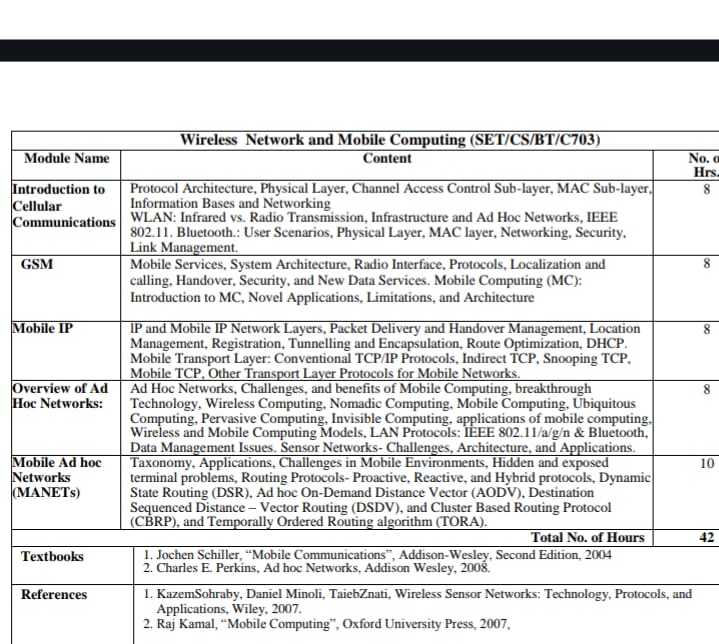 Wireless Network and Mobile Computing (SET/CS/BT/C703)
Module Name Content No. o
Hrs.
Introduction to Cellular Communications
Protocol Architecture, Physical Layer, Channel Access Control Sub-layer, MAC Sub-layer, 8
Information Bases and Networking
WLAN: Infrared vs. Radio Transmission, Infrastructure and Ad Hoc Networks, IEEE
802.11. Bluetooth.: User Scenarios, Physical Layer, MAC layer, Networking, Security,
Link Management.
GSM
Mobile Services, System Architecture, Radio Interface, Protocols, Localization and 8
calling, Handover, Security, and New Data Services. Mobile Computing (MC):
Introduction to MC, Novel Applications, Limitations, and Architecture
Mobile IP
IP and Mobile IP Network Layers, Packet Delivery and Handover Management, Location 8
Management, Registration, Tunnelling and Encapsulation, Route Optimization, DHCP.
Mobile Transport Layer: Conventional TCP/IP Protocols, Indirect TCP, Snooping TCP,
Mobile TCP, Other Transport Layer Protocols for Mobile Networks.
Overview of Ad
Hoc Networks:
Ad Hoc Networks, Challenges, and benefits of Mobile Computing, breakthrough 8
Technology, Wireless Computing, Nomadic Computing, Mobile Computing, Ubiquitous
Computing, Pervasive Computing, Invisible Computing, applications of mobile computing,
Wireless and Mobile Computing Models, LAN Protocols: IEEE 802.11/a/g/n & Bluetooth,
Data Management Issues. Sensor Networks- Challenges, Architecture, and Applications.
Mobile Ad hoc
Networks
(MANETs)
Taxonomy, Applications, Challenges in Mobile Environments, Hidden and exposed 10
terminal problems, Routing Protocols- Proactive, Reactive, and Hybrid protocols, Dynamic
State Routing (DSR), Ad hoc On-Demand Distance Vector (AODV), Destination
Sequenced Distance – Vector Routing (DSDV), and Cluster Based Routing Protocol
(CBRP), and Temporally Ordered Routing algorithm (TORA).
Total No. of Hours 42
Textbooks
1. Jochen Schiller, “Mobile Communications”, Addison-Wesley, Second Edition, 2004
2. Charles E. Perkins, Ad hoc Networks, Addison Wesley, 2008.
References
1. KazemSohraby, Daniel Minoli, TaiebZnati, Wireless Sensor Networks: Technology, Protocols, and
Applications, Wiley, 2007.
2. Raj Kamal, “Mobile Computing”, Oxford University Press, 2007,